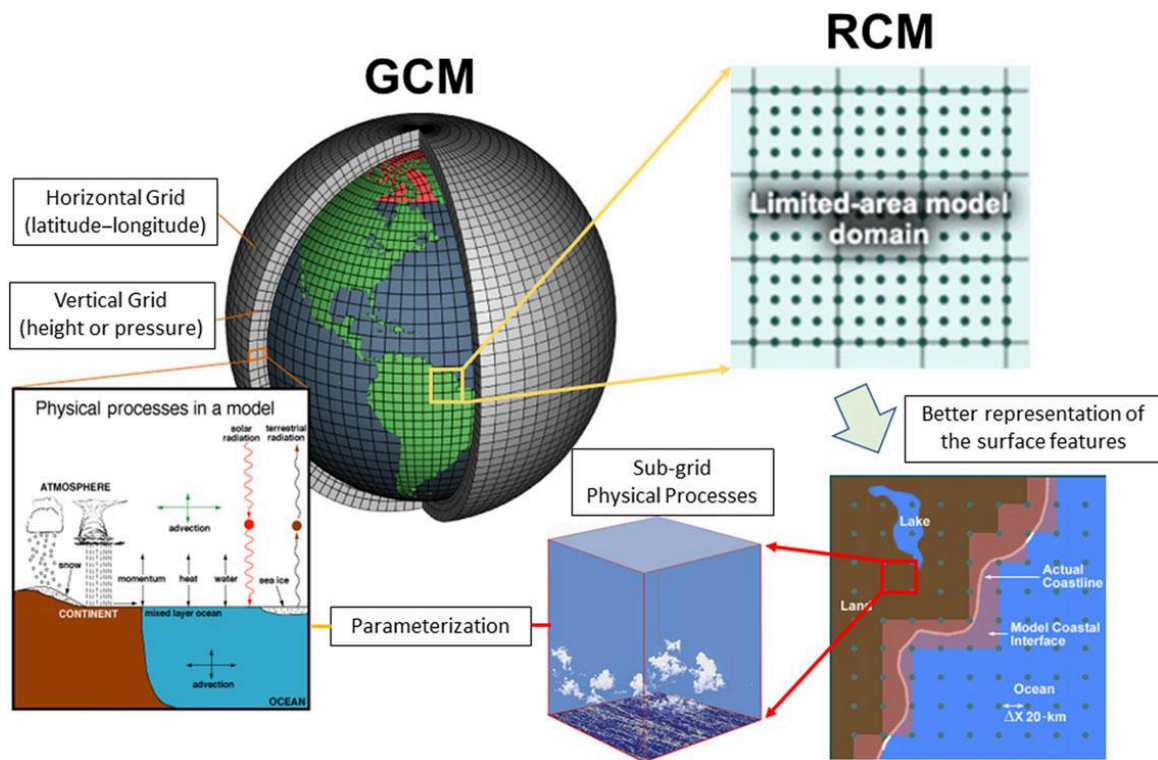 GCM
RCM
Horizontal Grid
(latitude–longitude)
Vertical Grid
(height or pressure)
Limited-area model
domain
Physical processes in a model
solar
radiation
terrestrial
radiation
ATMOSPHERE
advection
snow
momentum
heat
water
sea ice
CONTINENT
mixed layer ocean
advection
OCEAN
Parameterization
Sub-grid
Physical Processes
Better representation of
the surface features
Lake
Land
Actual
Coastline
Model Coastal
Interface
Ocean
ΔX 20-km